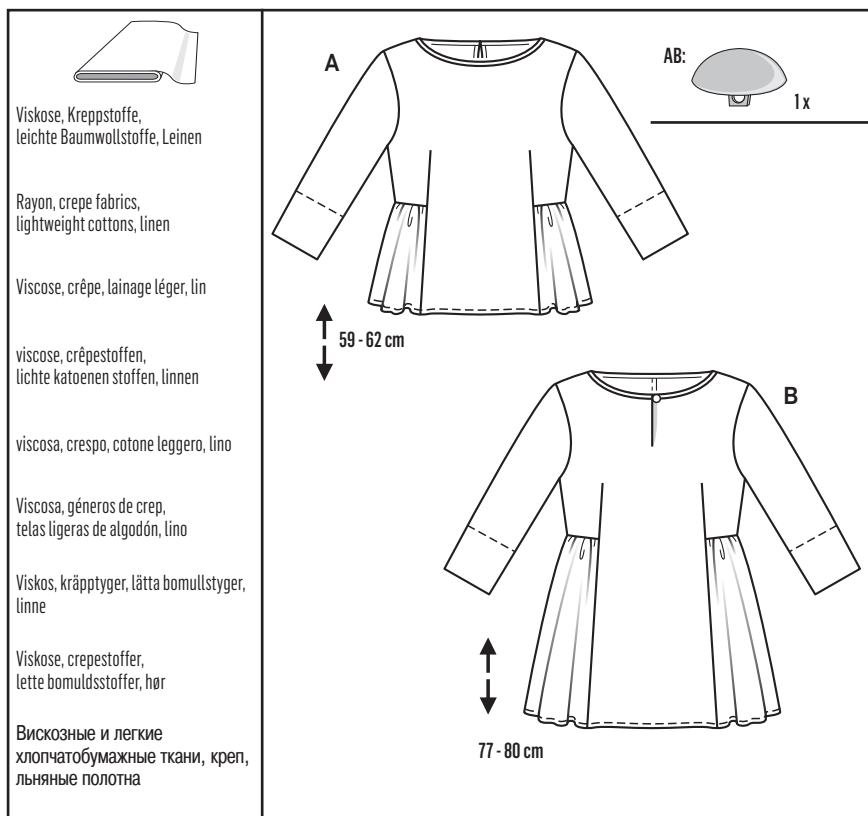 Viskose, Kreppstoffe,
leichte Baumwollstoffe, Leinen
Rayon, crepe fabrics,
lightweight cottons, linen
Viscose, crêpe, lainage léger, lin
viscose, crêpestoffen,
lichte katoenen stoffen, linnen
viscosa, crespo, cotone leggero, lino
Viscosa, géneros de crep,
telas ligeras de algodón, lino
Viskos, kräpptyger, lätta bomullstyger,
linne
Viskose, crepestoffer,
lette bomuldsstoffer, hør
Вискозные и легкие
хлопчатобумажные ткани, креп,
льняные полотна
A
AB:
1 x
59 - 62 cm
B
77 - 80 cm